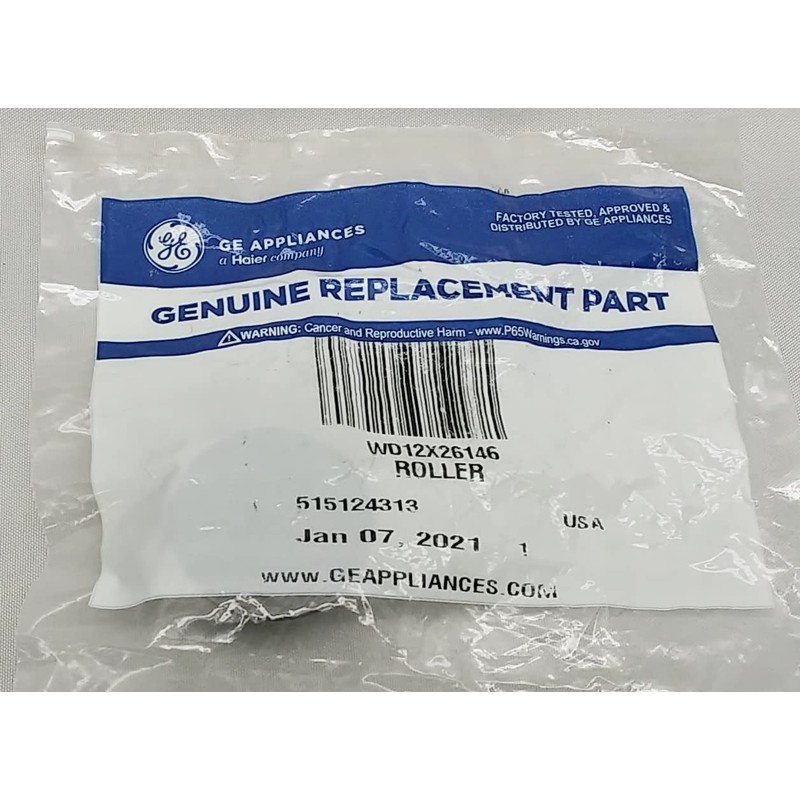 GE
GE APPLIANCES
a Haier company
FACTORY TESTED, APPROVED &
DISTRIBUTED BY GE APPLIANCES
GENUINE REPLACEMENT PART
WARNING: Cancer and Reproductive Harm - www.P65Warnings.ca.gov
WD12X26146
ROLLER
515124313
USA
Jan 07, 2021 1
WWW.GEAPPLIANCES.COM